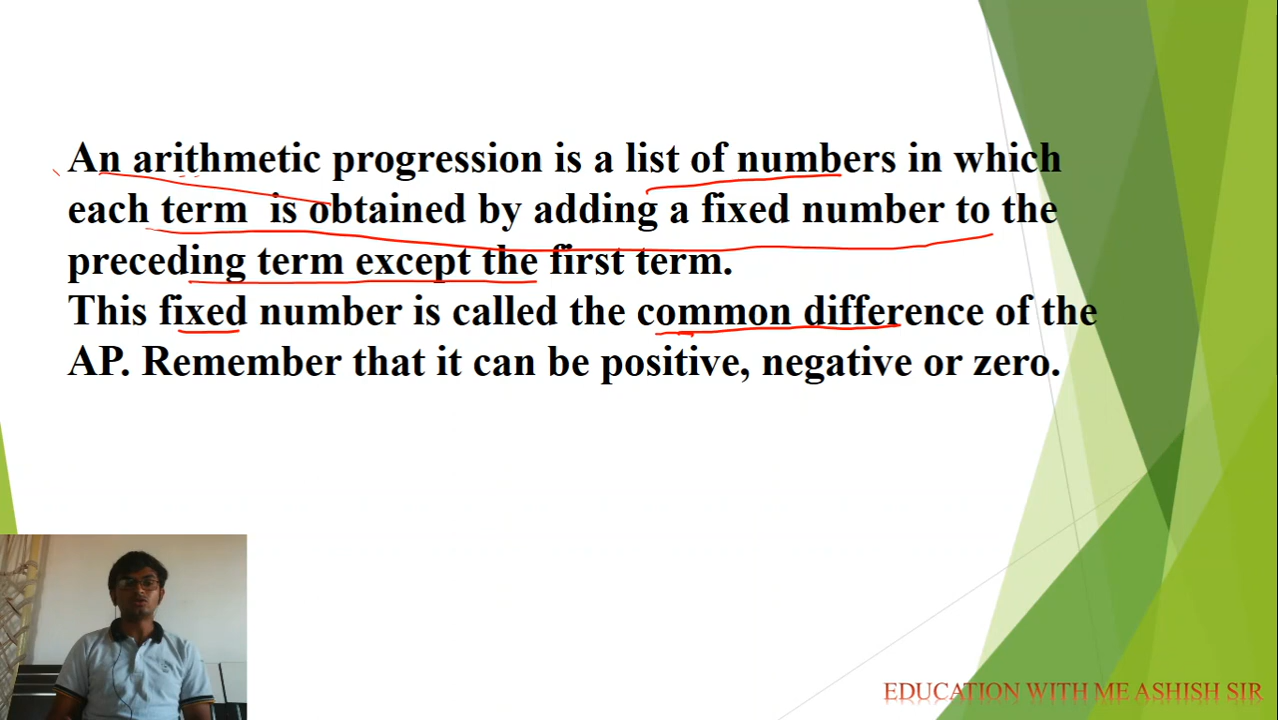 An arithmetic progression is a list of numbers in which
each term is obtained by adding a fixed number to the
preceding term except the first term.
This fixed number is called the common difference of the
AP. Remember that it can be positive, negative or zero.
EDUCATION WITH ME ASHISH SIR